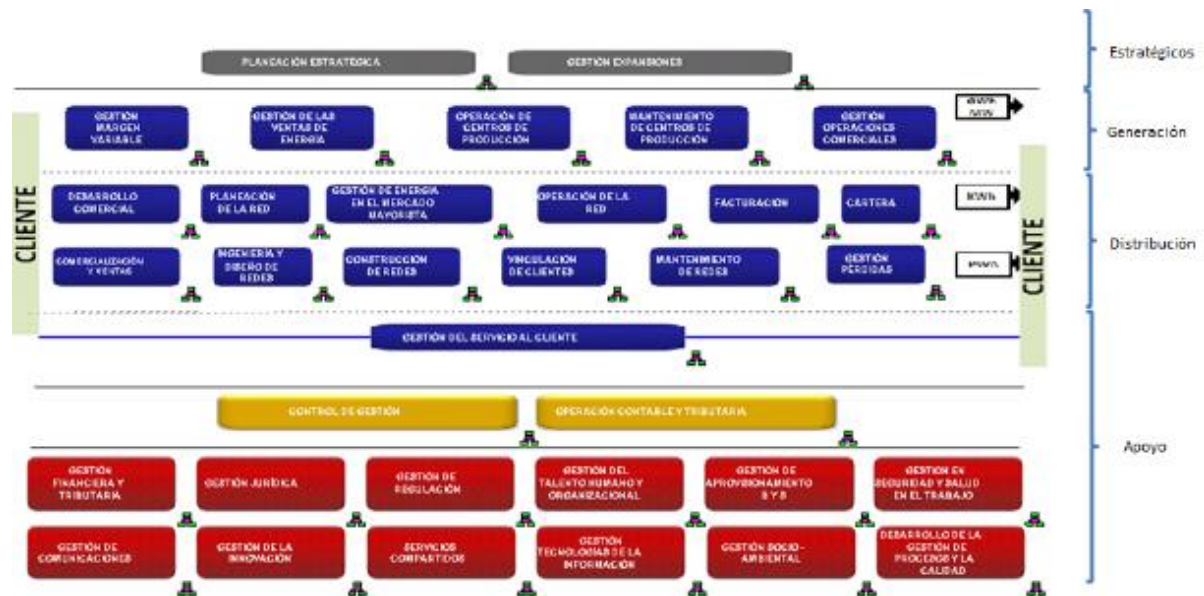 Estratégicos
PLANEACIÓN ESTRATÉGICA
GESTIÓN EXPANSIONES
Generación
GESTIÓN
MARGEN
VARIABLE
GESTIÓN DE LAS
VENTAS DE
ENERGÍA
OPERACIÓN DE
CENTROS DE
PRODUCCIÓN
MANTENIMIENTO
DE CENTROS DE
PRODUCCIÓN
GESTIÓN
OPERACIONES
COMERCIALES
CLIENTE
CLIENTE
Distribución
DESARROLLO
COMERCIAL
PLANEACIÓN
DE LA RED
GESTIÓN DE ENERGIA
EN EL MERCADO
MAYORISTA
OPERACIÓN DE LA
RED
FACTURACIÓN
CARTERA
COMERCIALIZACIÓN
Y VENTAS
INGENIERÍA Y
DISEÑO DE
REDES
CONSTRUCCIÓN
DE REDES
VINCULACIÓN
DE CLIENTES
MANTENIMIENTO
DE REDES
GESTIÓN
PÉRDIDAS
GESTIÓN DEL SERVICIO AL CLIENTE
Apoyo
CONTROL DE GESTIÓN
OPERACIÓN CONTABLE Y TRIBUTARIA
GESTIÓN
FINANCIERA Y
TRIBUTARIA
GESTIÓN JURÍDICA
GESTIÓN DE
REGULACIÓN
GESTIÓN DEL
TALENTO HUMANO Y
ORGANIZACIONAL
GESTIÓN DE
APROVISIONAMIENTO
B Y S
GESTIÓN EN
SEGURIDAD Y SALUD
EN EL TRABAJO
GESTIÓN DE
COMUNICACIONES
GESTIÓN DE LA
INNOVACIÓN
SERVICIOS
COMPARTIDOS
GESTIÓN
TECNOLOGÍAS DE LA
INFORMACIÓN
GESTIÓN SOCIO-
AMBIENTAL
DESARROLLO DE LA
GESTIÓN DE
PROCESOS Y LA
CALIDAD